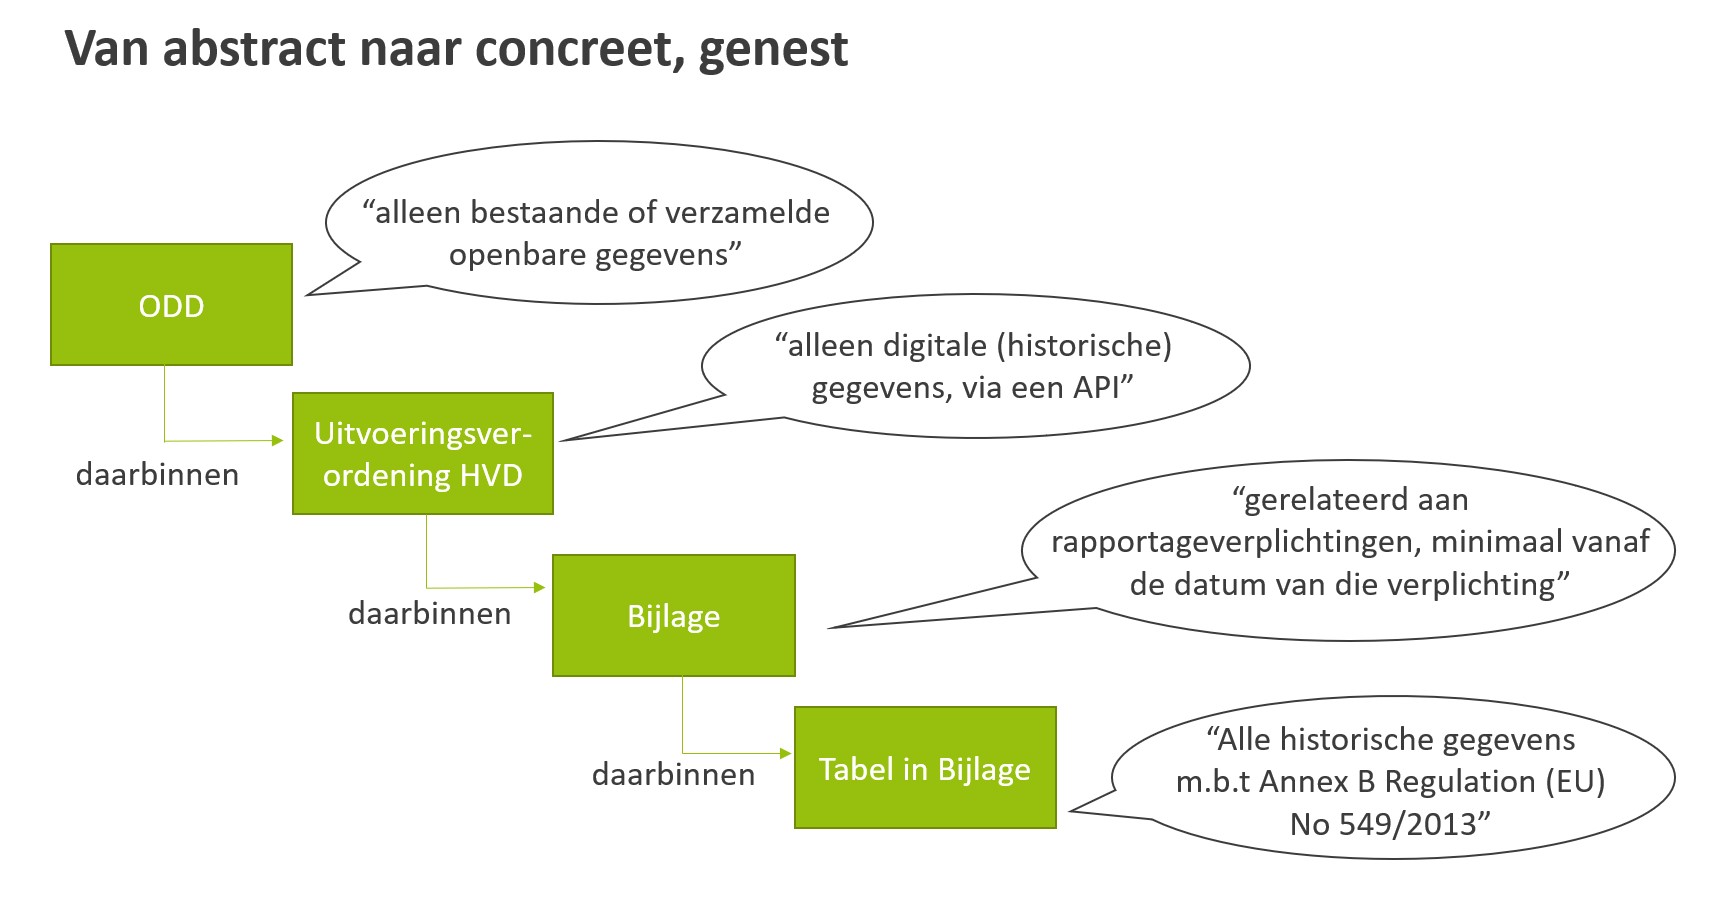 Van abstract naar concreet, genest
“alleen bestaande of verzamelde
openbare gegevens”
ODD
“alleen digitale (historische)
gegevens, via een API”
daarbinnen
Uitvoeringsver-
ordening HVD
“gerelateerd aan
rapportageverplichtingen, minimaal vanaf
de datum van die verplichting”
daarbinnen
Bijlage
“Alle historische gegevens
m.b.t Annex B Regulation (EU)
No 549/2013”
daarbinnen
Tabel in Bijlage